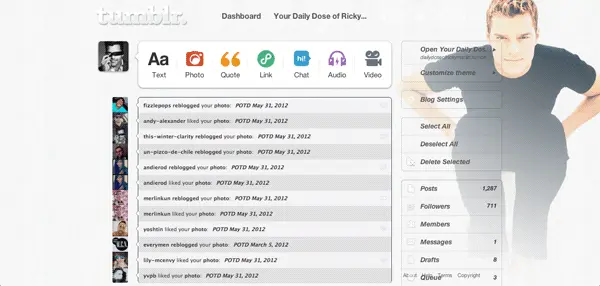 tumblr.
Dashboard
Your Daily Dose of Ricky...
Aa
Text
Photo
Quote
Link
hi!
Chat
Audio
Video
fizzlepops reblogged your photo: POTD May 31, 2012
andy-alexander liked your photo: POTD May 31, 2012
this-winter-clarity reblogged your photo: POTD May 31, 2012
un-pizco-de-chile reblogged your photo: POTD May 31, 2012
andierod reblogged your photo: POTD May 31, 2012
andierod liked your photo: POTD May 31, 2012
merlinkun reblogged your photo: POTD May 31, 2012
merlinkun liked your photo: POTD May 31, 2012
yoshtin liked your photo: POTD May 31, 2012
everymen reblogged your photo: POTD March 5, 2012
lily-mcenvy liked your photo: POTD May 31, 2012
yvpb liked your photo: POTD May 31, 2012
Open Your Daily Dos...
Customize theme
Blog Settings
Select All
Deselect All
Delete Selected
Posts 1,287
Followers 711
Members
Messages 1
Drafts 8
About Help Terms Copyright
Queue 3